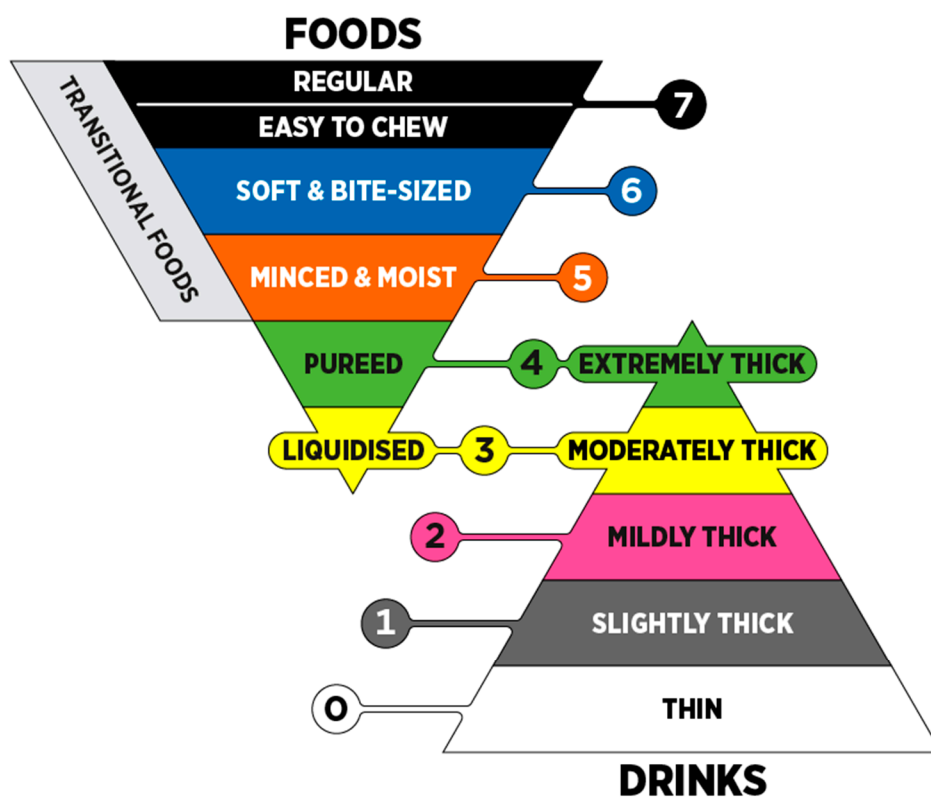 FOODS
TRANSITIONAL FOODS
REGULAR
7
EASY TO CHEW
SOFT & BITE-SIZED
6
MINCED & MOIST
5
PUREED
4
EXTREMELY THICK
LIQUIDISED
3
MODERATELY THICK
2
MILDLY THICK
1
SLIGHTLY THICK
0
THIN
DRINKS